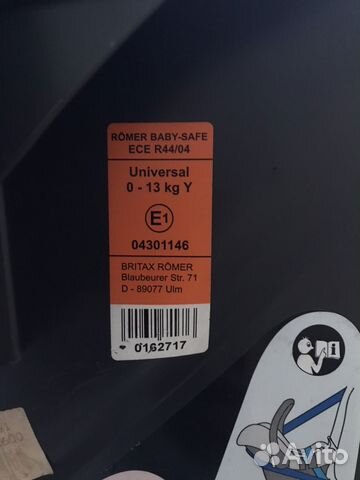 RÖMER BABY-SAFE
ECE R44/04
Universal
0 - 13 kg Y
E1
04301146
BRITAX RÖMER
Blaubeurer Str. 71
D - 89077 Ulm
0162717
i
Avito